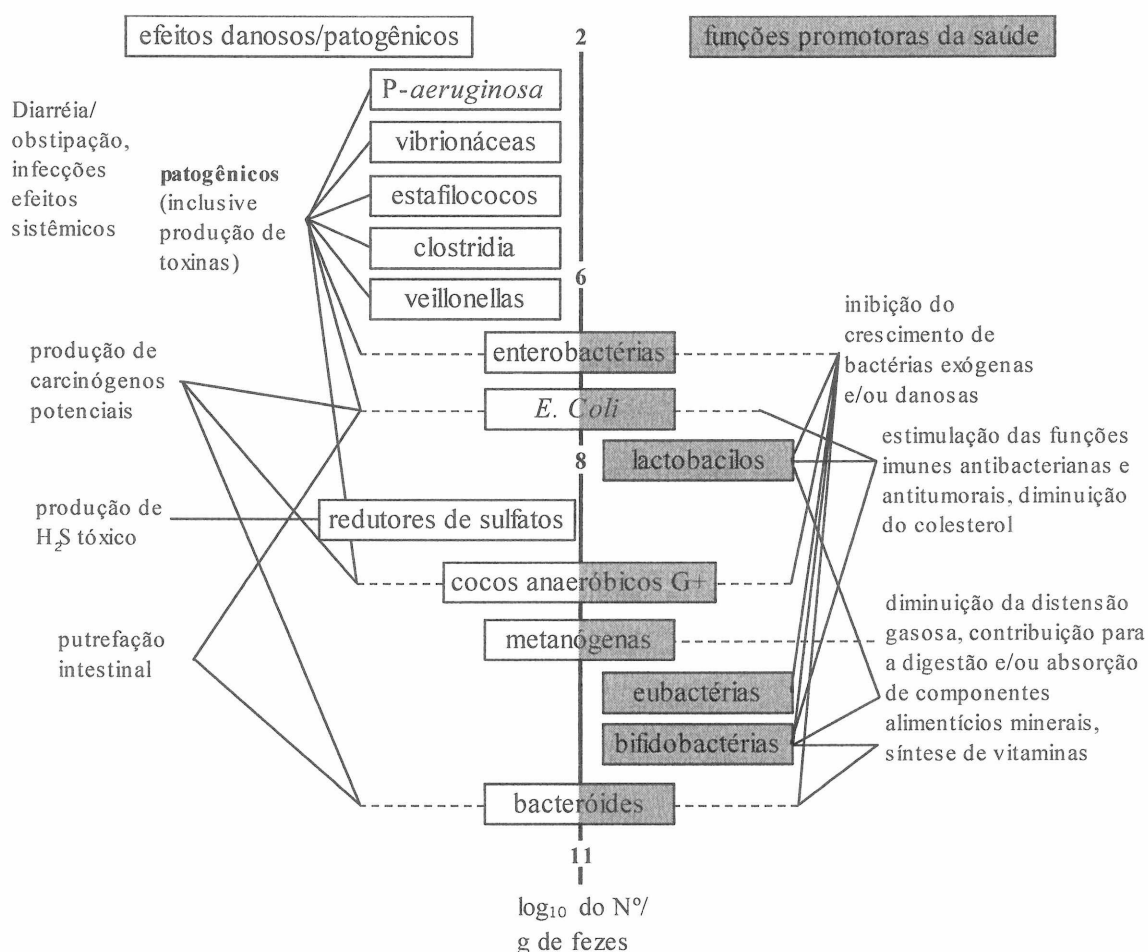 efeitos danosos/patogênicos
2
funções promotoras da saúde
P-aeruginosa
Diarréia/
obstipação,
infecções
efeitos
sistêmicos
vibrionáceas
patogênicos
(inclusive
produção de
toxinas)
estafilococos
clostridia
6
veillonellas
inibição do
crescimento de
bactérias exógenas
e/ou danosas
enterobactérias
produção de
carcinógenos
potenciais
E. Coli
8
lactobacilos
estimulação das funções
imunes antibacterianas e
antitumorais, diminuição
do colesterol
produção de
H₂S tóxico
redutores de sulfatos
cocos anaeróbicos G+
diminuição da distensão
gasosa, contribuição para
a digestão e/ou absorção
de componentes
alimentícios minerais,
síntese de vitaminas
putrefação
intestinal
metanógenas
eubactérias
bifidobactérias
bacteróides
11
log₁₀ do Nº/
g de fezes